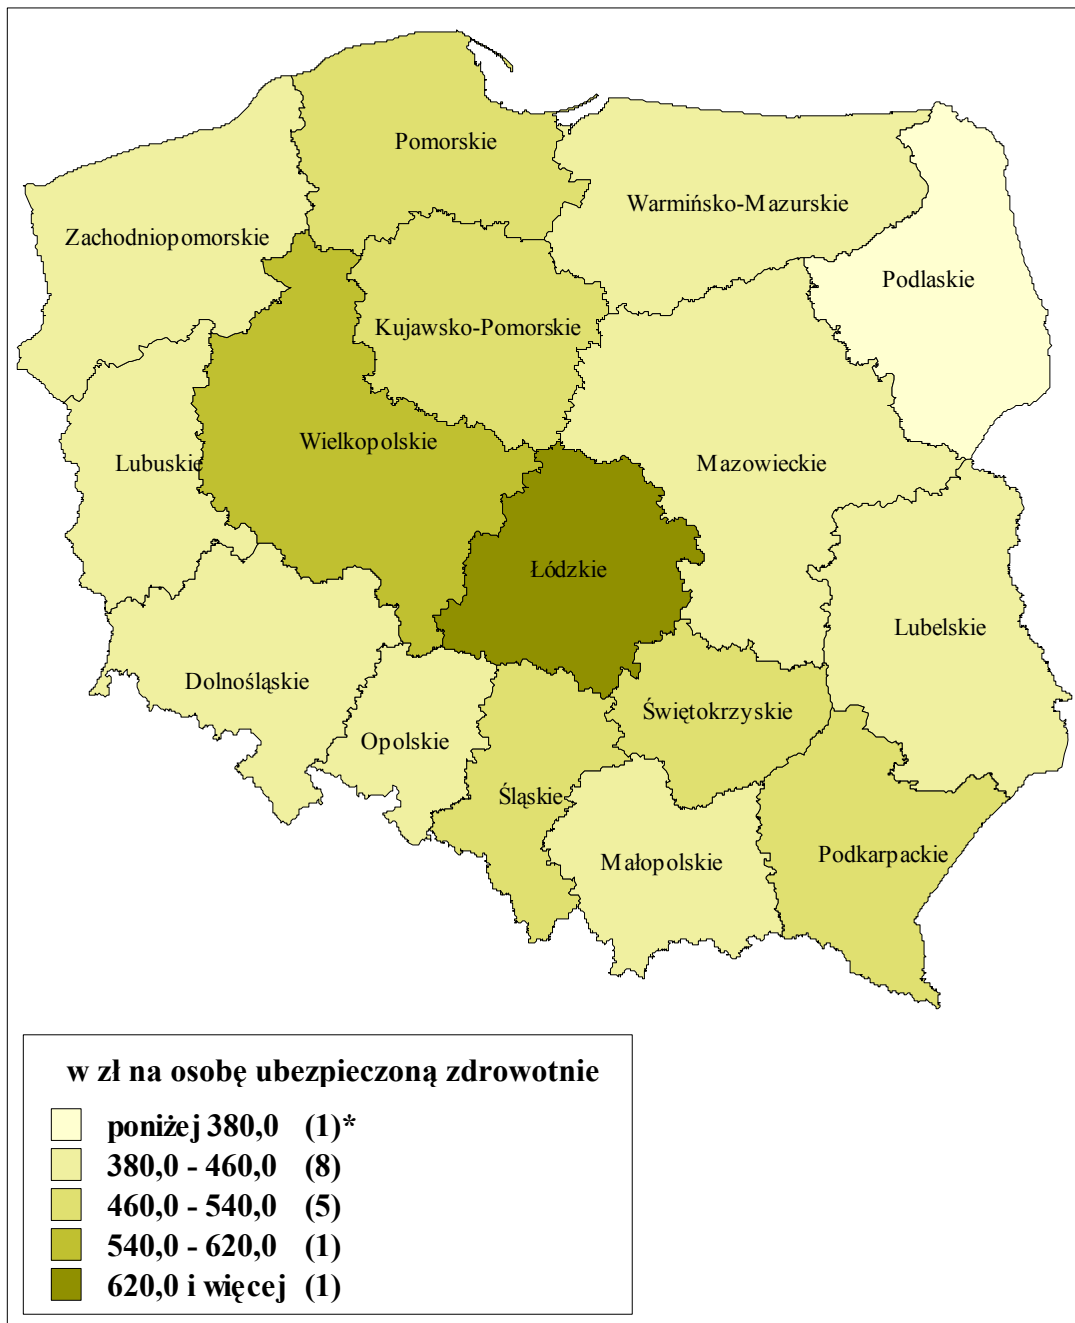 Pomorskie
Warmińsko-Mazurskie
Zachodniopomorskie
Podlaskie
Kujawsko-Pomorskie
Wielkopolskie
Lubuskie
Mazowieckie
Łódzkie
Lubelskie
Dolnośląskie
Świętokrzyskie
Opolskie
Śląskie
Podkarpackie
Małopolskie
w zł na osobę ubezpieczoną zdrowotnie
poniżej 380,0 (1)*
380,0 - 460,0 (8)
460,0 - 540,0 (5)
540,0 - 620,0 (1)
620,0 i więcej (1)